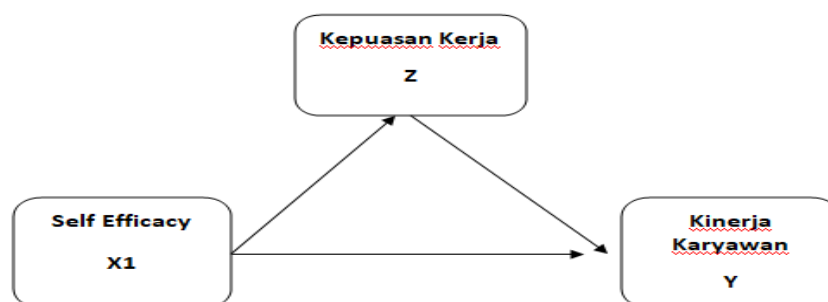 Kepuasan Kerja
Z
Self Efficacy
X1
Kinerja
Karyawan
Y